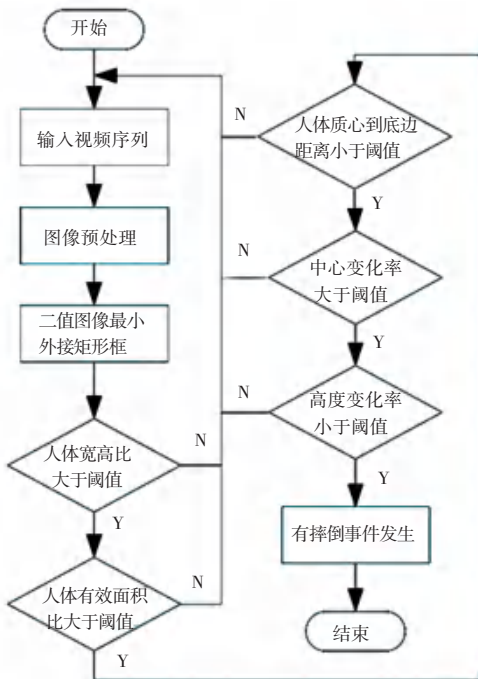 开始
输入视频序列
图像预处理
二值图像最小
外接矩形框
人体宽高比
大于阈值
N
Y
人体有效面积
比大于阈值
N
Y
人体质心到底边
距离小于阈值
N
Y
中心变化率
大于阈值
N
Y
高度变化率
小于阈值
N
Y
有摔倒事件发生
结束